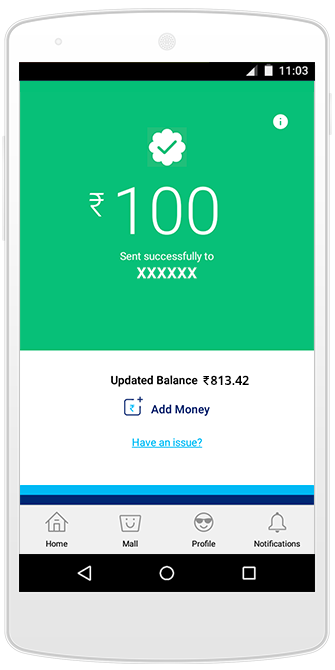 11:03
₹ 100
Sent successfully to
XXXXXX
Updated Balance ₹813.42
₹ Add Money
Have an issue?
Home Mall Profile Notifications